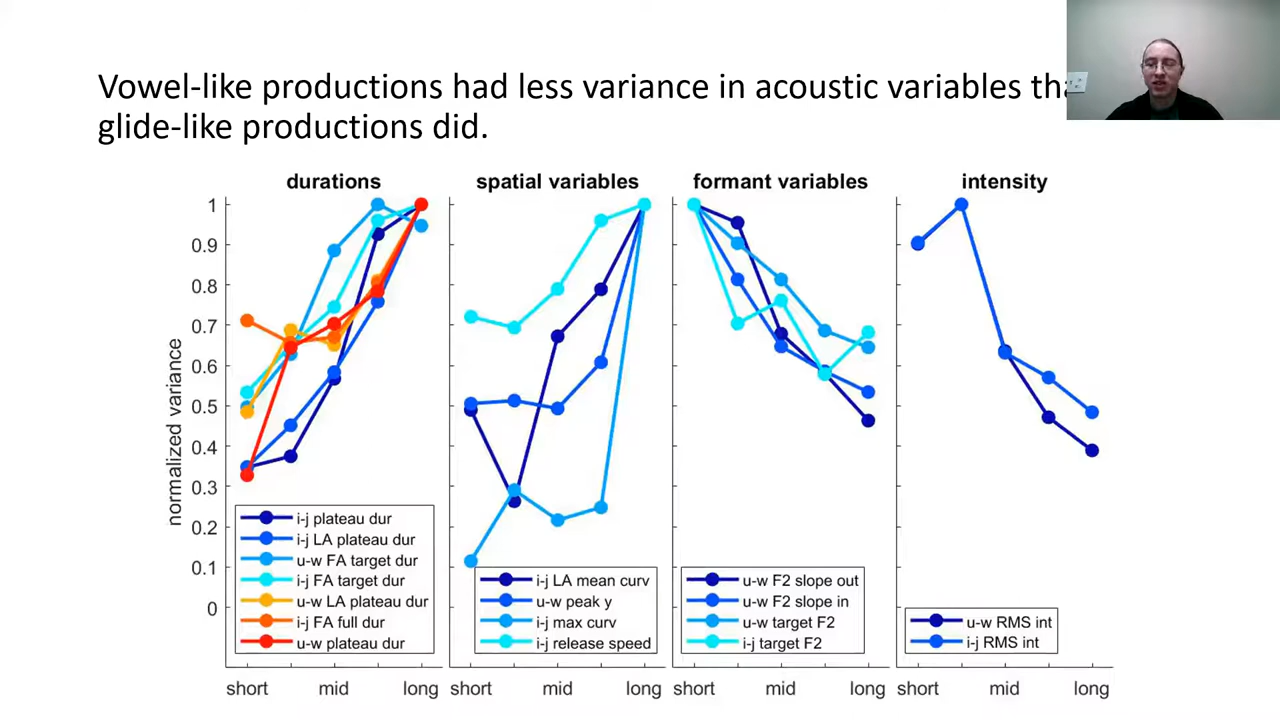 Vowel-like productions had less variance in acoustic variables
glide-like productions did.
durations
spatial variables
formant variables
intensity
normalized variance
1
0.9
0.8
0.7
0.6
0.5
0.4
0.3
0.2
0.1
0
i-j plateau dur
i-j LA plateau dur
u-w FA target dur
i-j FA target dur
u-w LA plateau dur
i-j FA full dur
u-w plateau dur
i-j LA mean curv
u-w peak y
i-j max curv
i-j release speed
u-w F2 slope out
u-w F2 slope in
u-w target F2
i-j target F2
u-w RMS int
i-j RMS int
short mid long
short mid long
short mid long
short mid long